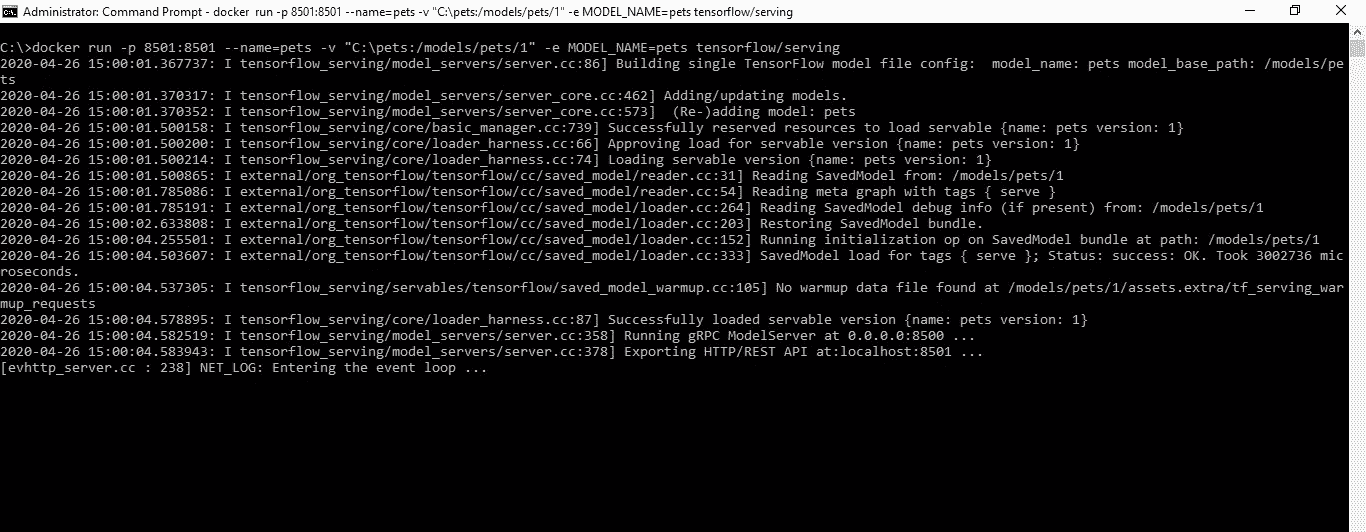 Administrator: Command Prompt - docker  run -p 8501:8501 --name=pets -v "C:\pets:/models/pets/1" -e MODEL_NAME=pets tensorflow/serving
C:\>docker run -p 8501:8501 --name=pets -v "C:\pets:/models/pets/1" -e MODEL_NAME=pets tensorflow/serving
2020-04-26 15:00:01.367737: I tensorflow_serving/model_servers/server.cc:86] Building single TensorFlow model file config:  model_name: pets model_base_path: /models/pe
ts
2020-04-26 15:00:01.370317: I tensorflow_serving/model_servers/server_core.cc:462] Adding/updating models.
2020-04-26 15:00:01.370352: I tensorflow_serving/model_servers/server_core.cc:573]  (Re-)adding model: pets
2020-04-26 15:00:01.500158: I tensorflow_serving/core/basic_manager.cc:739] Successfully reserved resources to load servable {name: pets version: 1}
2020-04-26 15:00:01.500200: I tensorflow_serving/core/loader_harness.cc:66] Approving load for servable version {name: pets version: 1}
2020-04-26 15:00:01.500214: I tensorflow_serving/core/loader_harness.cc:74] Loading servable version {name: pets version: 1}
2020-04-26 15:00:01.500865: I external/org_tensorflow/tensorflow/cc/saved_model/reader.cc:31] Reading SavedModel from: /models/pets/1
2020-04-26 15:00:01.785086: I external/org_tensorflow/tensorflow/cc/saved_model/reader.cc:54] Reading meta graph with tags { serve }
2020-04-26 15:00:01.785191: I external/org_tensorflow/tensorflow/cc/saved_model/loader.cc:264] Reading SavedModel debug info (if present) from: /models/pets/1
2020-04-26 15:00:02.633808: I external/org_tensorflow/tensorflow/cc/saved_model/loader.cc:203] Restoring SavedModel bundle.
2020-04-26 15:00:04.255501: I external/org_tensorflow/tensorflow/cc/saved_model/loader.cc:152] Running initialization op on SavedModel bundle at path: /models/pets/1
2020-04-26 15:00:04.503607: I external/org_tensorflow/tensorflow/cc/saved_model/loader.cc:333] SavedModel load for tags { serve }; Status: success: OK. Took 3002736 mic
roseconds.
2020-04-26 15:00:04.537305: I tensorflow_serving/servables/tensorflow/saved_model_warmup.cc:105] No warmup data file found at /models/pets/1/assets.extra/tf_serving_war
mup_requests
2020-04-26 15:00:04.578895: I tensorflow_serving/core/loader_harness.cc:87] Successfully loaded servable version {name: pets version: 1}
2020-04-26 15:00:04.582519: I tensorflow_serving/model_servers/server.cc:358] Running gRPC ModelServer at 0.0.0.0:8500 ...
2020-04-26 15:00:04.583943: I tensorflow_serving/model_servers/server.cc:378] Exporting HTTP/REST API at:localhost:8501 ...
[evhttp_server.cc : 238] NET_LOG: Entering the event loop ...